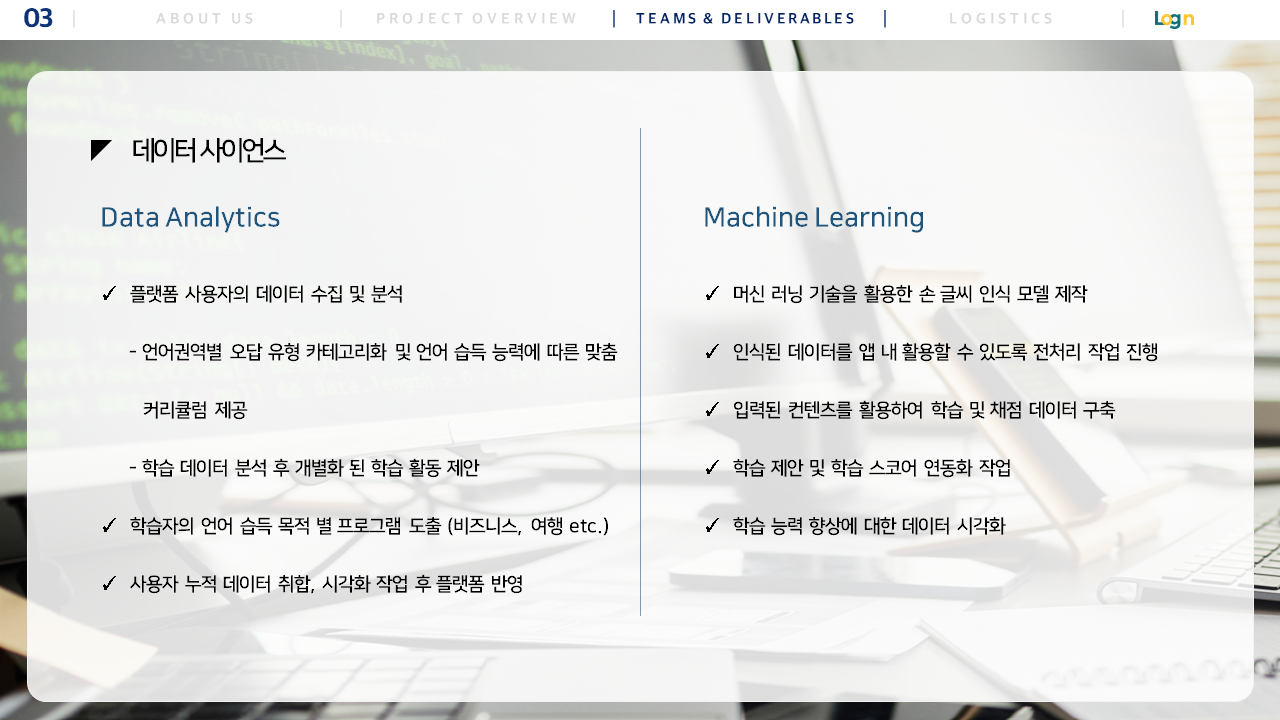 03
ABOUT US
PROJECT OVERVIEW
TEAMS & DELIVERABLES
LOGISTICS
Login
데이터 사이언스
Data Analytics
✓ 플랫폼 사용자의 데이터 수집 및 분석
- 언어권역별 오답 유형 카테고리화 및 언어 습득 능력에 따른 맞춤
커리큘럼 제공
- 학습 데이터 분석 후 개별화 된 학습 활동 제안
✓ 학습자의 언어 습득 목적 별 프로그램 도출 (비즈니스, 여행 etc.)
✓ 사용자 누적 데이터 취합, 시각화 작업 후 플랫폼 반영
Machine Learning
✓ 머신 러닝 기술을 활용한 손 글씨 인식 모델 제작
✓ 인식된 데이터를 앱 내 활용할 수 있도록 전처리 작업 진행
✓ 입력된 컨텐츠를 활용하여 학습 및 채점 데이터 구축
✓ 학습 제안 및 학습 스코어 연동화 작업
✓ 학습 능력 향상에 대한 데이터 시각화